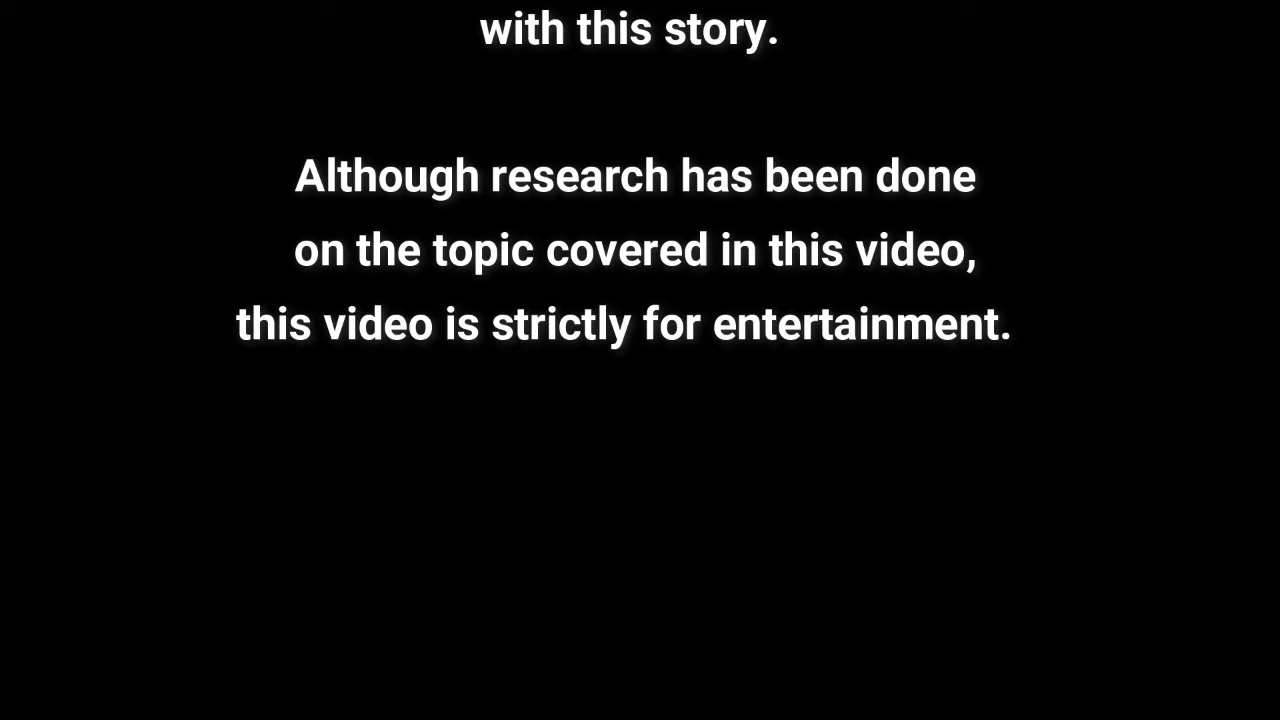 with this story.
Although research has been done
on the topic covered in this video,
this video is strictly for entertainment.